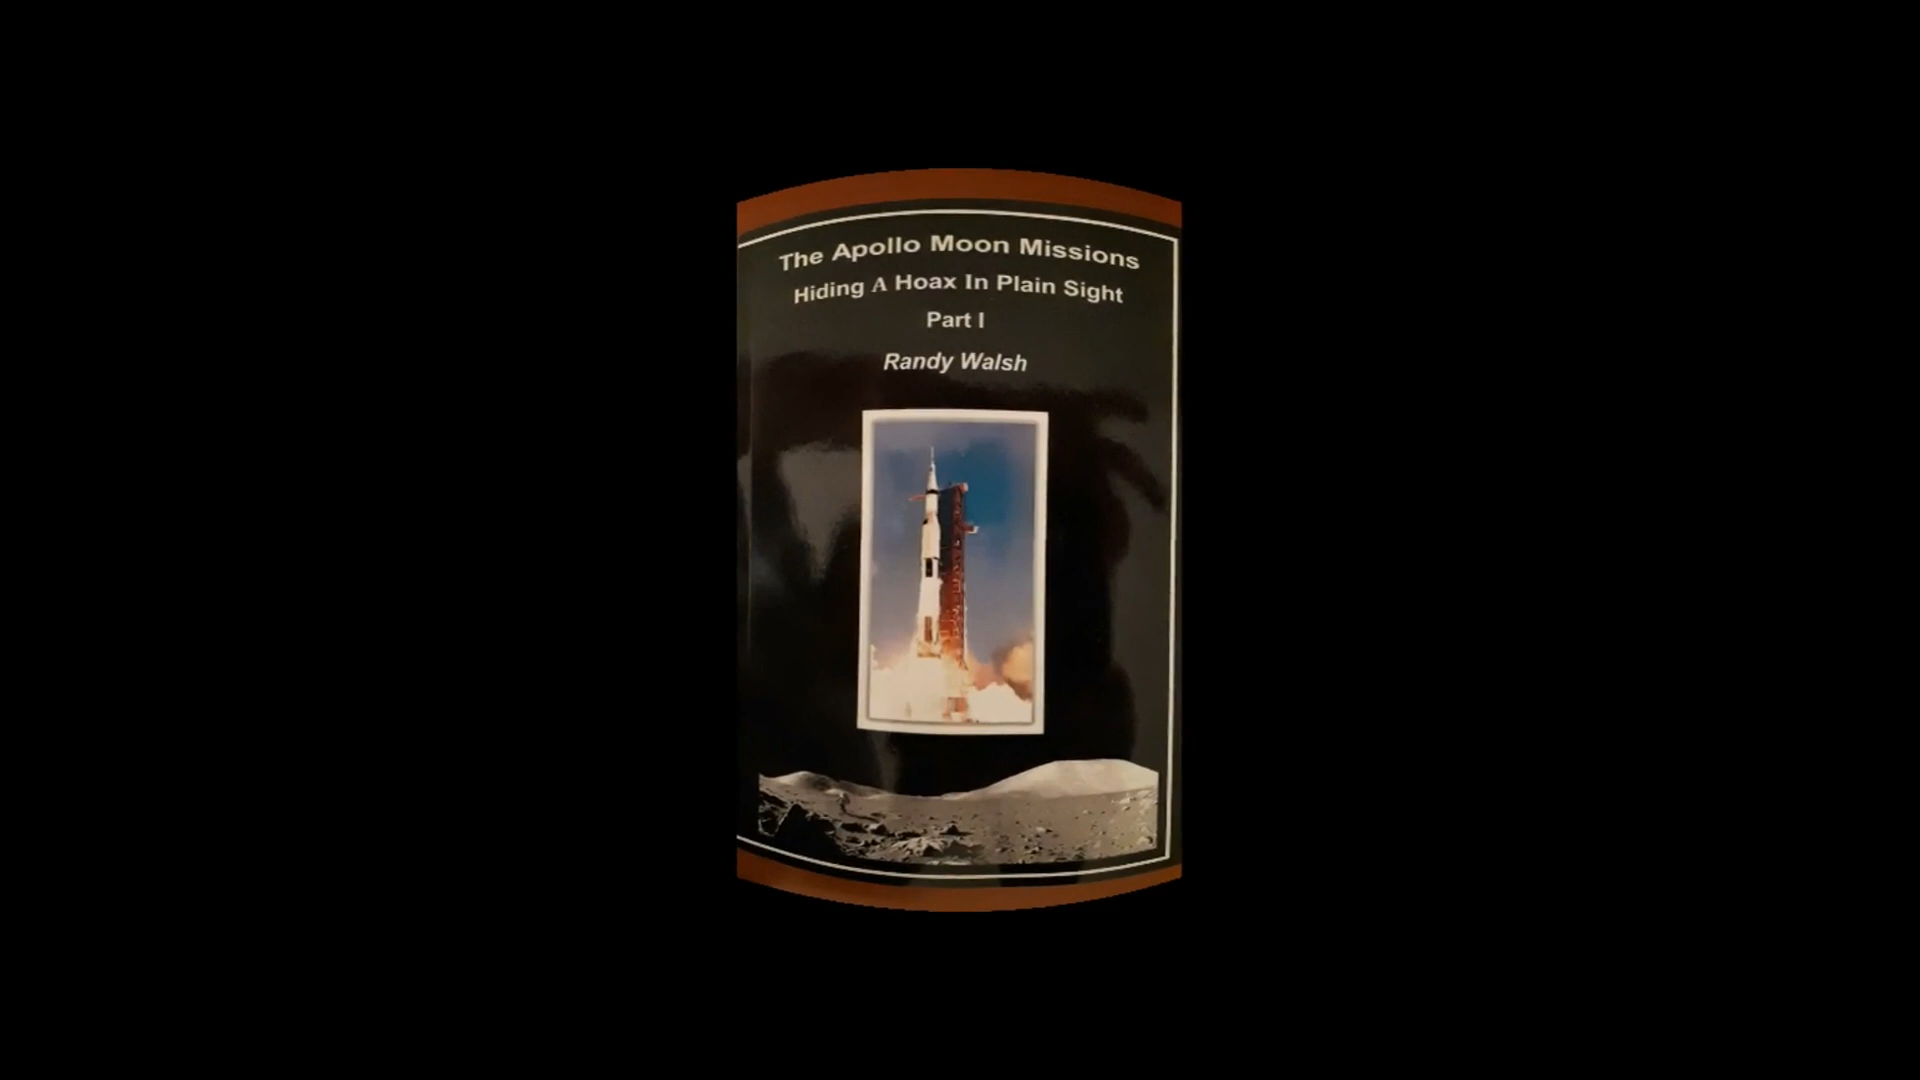 The Apollo Moon Missions
Hiding A Hoax In Plain Sight
Part I
Randy Walsh